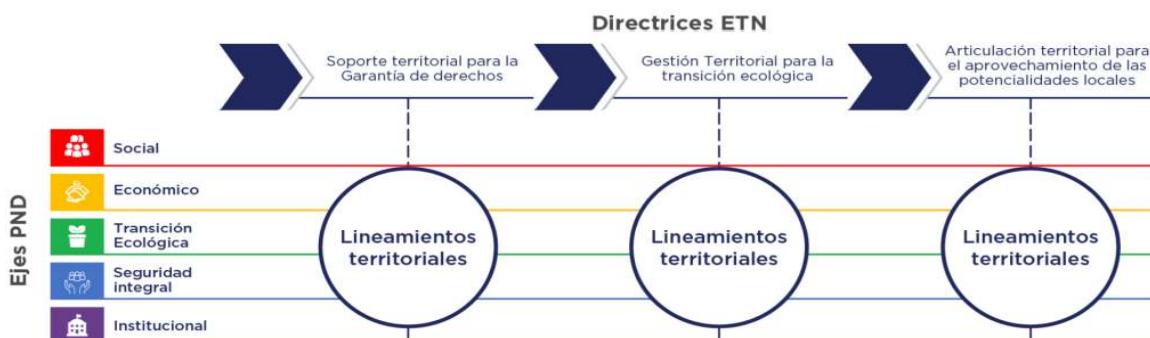 Directrices ETN
Soporte territorial para la
Garantía de derechos
Gestión Territorial para la
transición ecológica
Articulación territorial para
el aprovechamiento de las
potencialidades locales
Ejes PND
Social
Económico
Transición
Ecológica
Seguridad
integral
Institucional
Lineamientos
territoriales
Lineamientos
territoriales
Lineamientos
territoriales